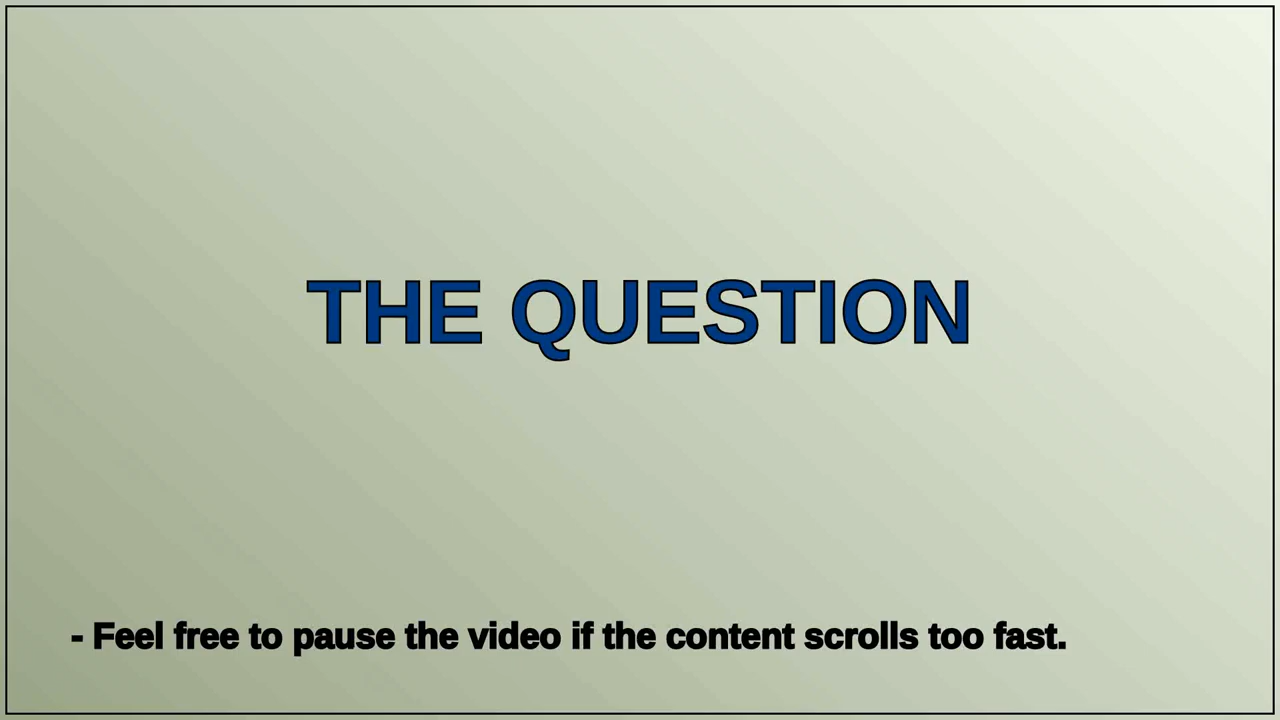 THE QUESTION
- Feel free to pause the video if the content scrolls too fast.